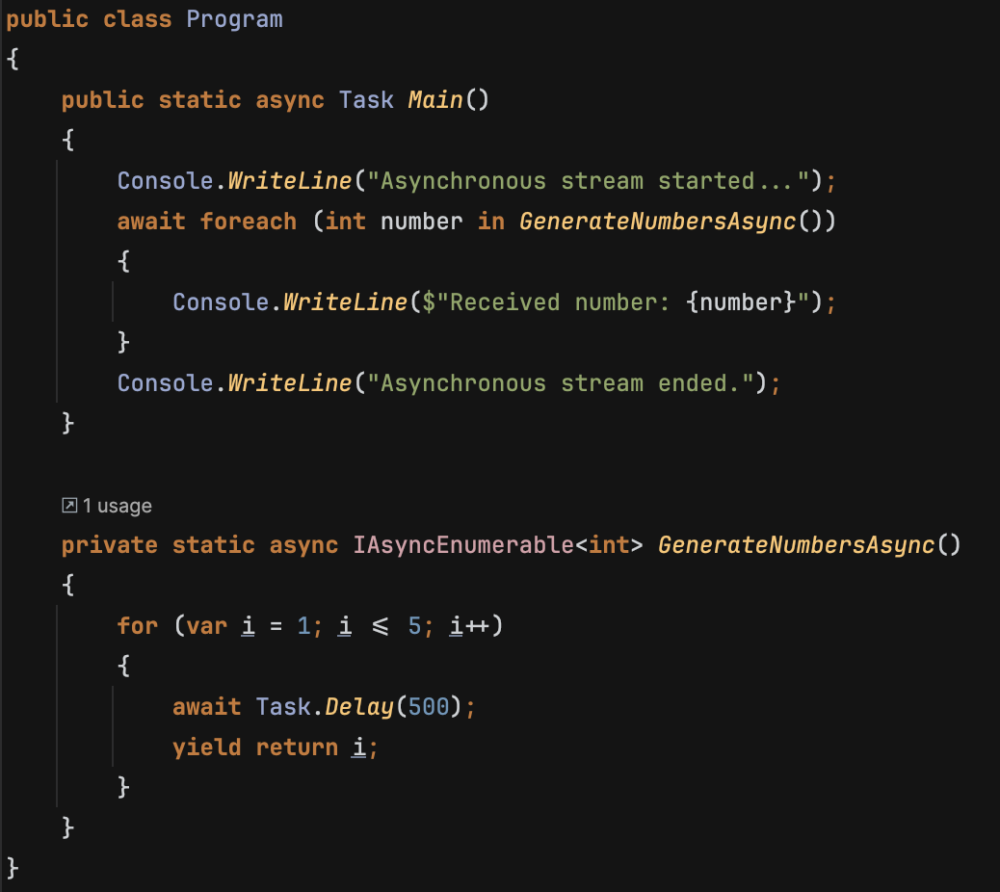 public class Program
{
    public static async Task Main()
    {
        Console.WriteLine("Asynchronous stream started...");
        await foreach (int number in GenerateNumbersAsync())
        {
            Console.WriteLine($"Received number: {number}");
        }
        Console.WriteLine("Asynchronous stream ended.");
    }

    1 usage
    private static async IAsyncEnumerable<int> GenerateNumbersAsync()
    {
        for (var i = 1; i <= 5; i++)
        {
            await Task.Delay(500);
            yield return i;
        }
    }
}